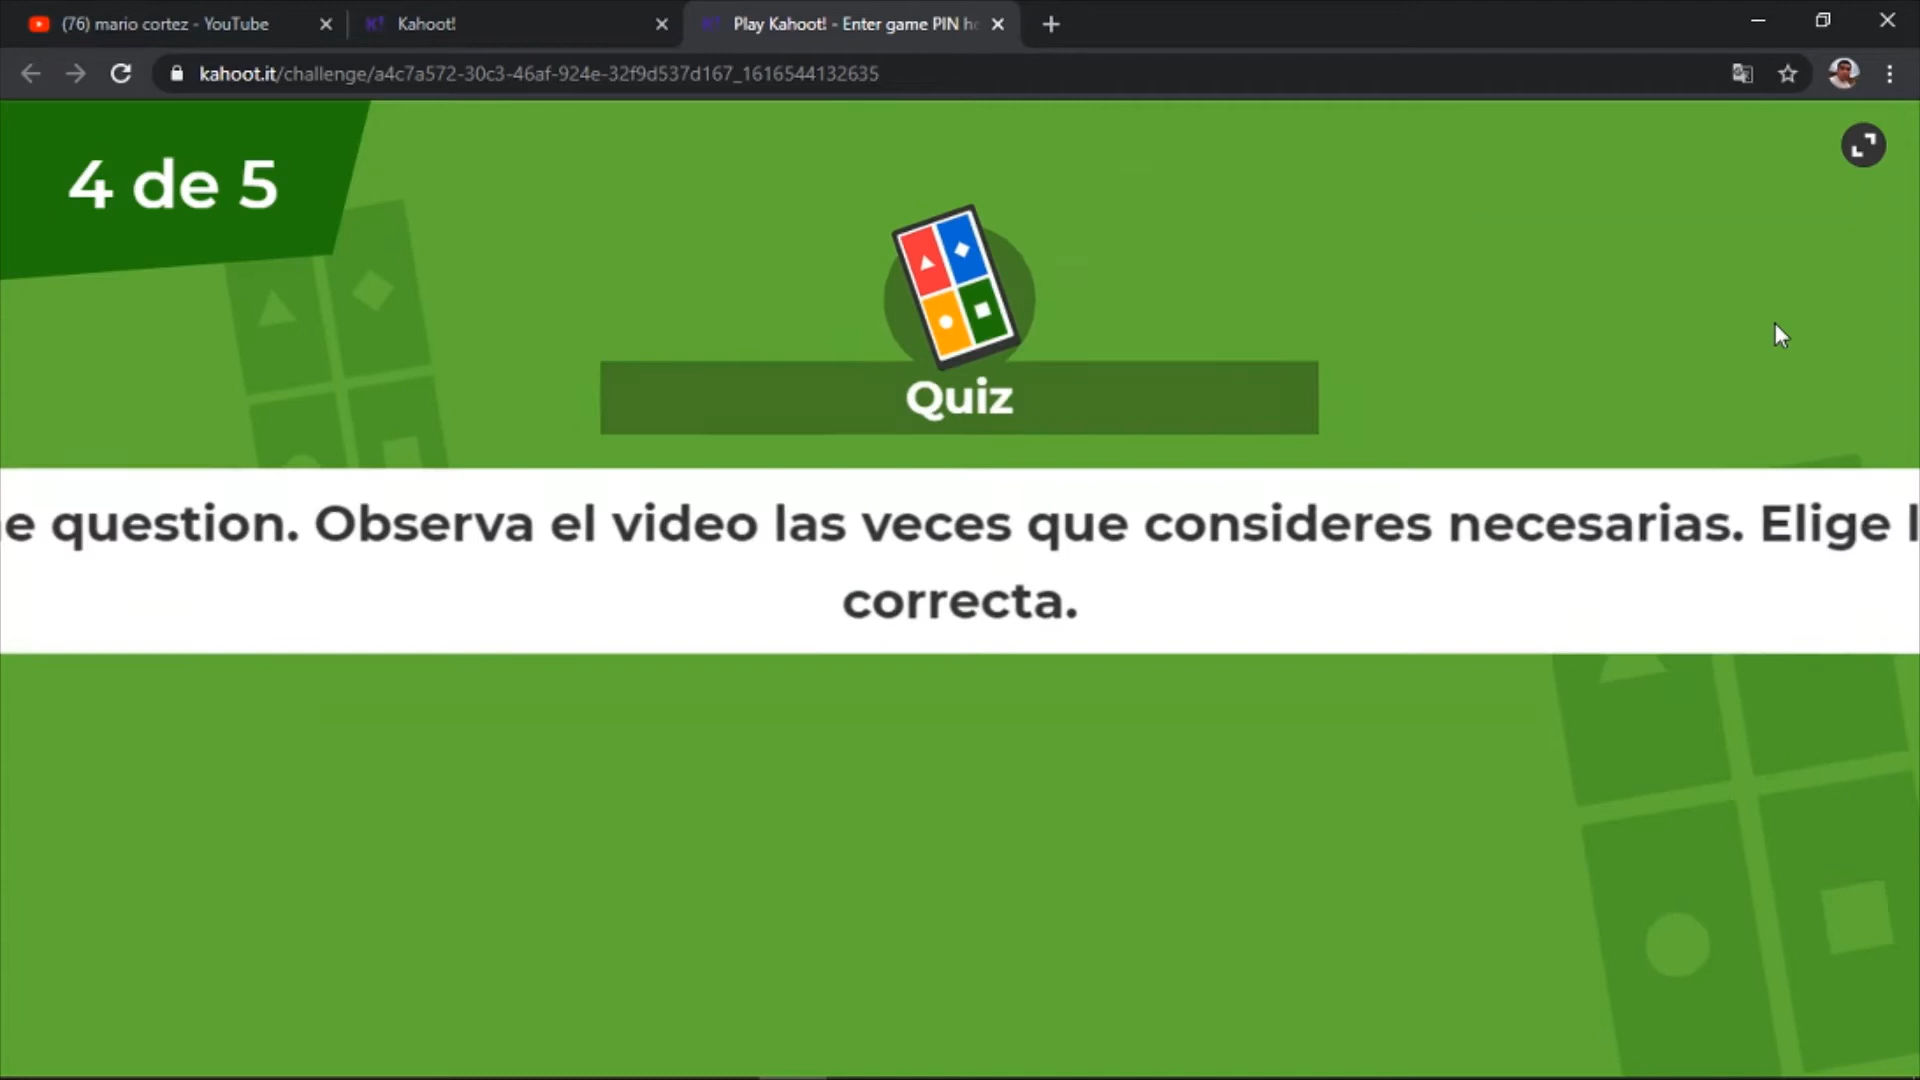 (76) mario cortez - YouTube
Kahoot!
Play Kahoot! - Enter game PIN
kahoot.it/challenge/a4c7a572-30c3-46af-924e-32f9d537d167_1616544132635
4 de 5
Quiz
question. Observa el video las veces que consideres necesarias. Elige
correcta.